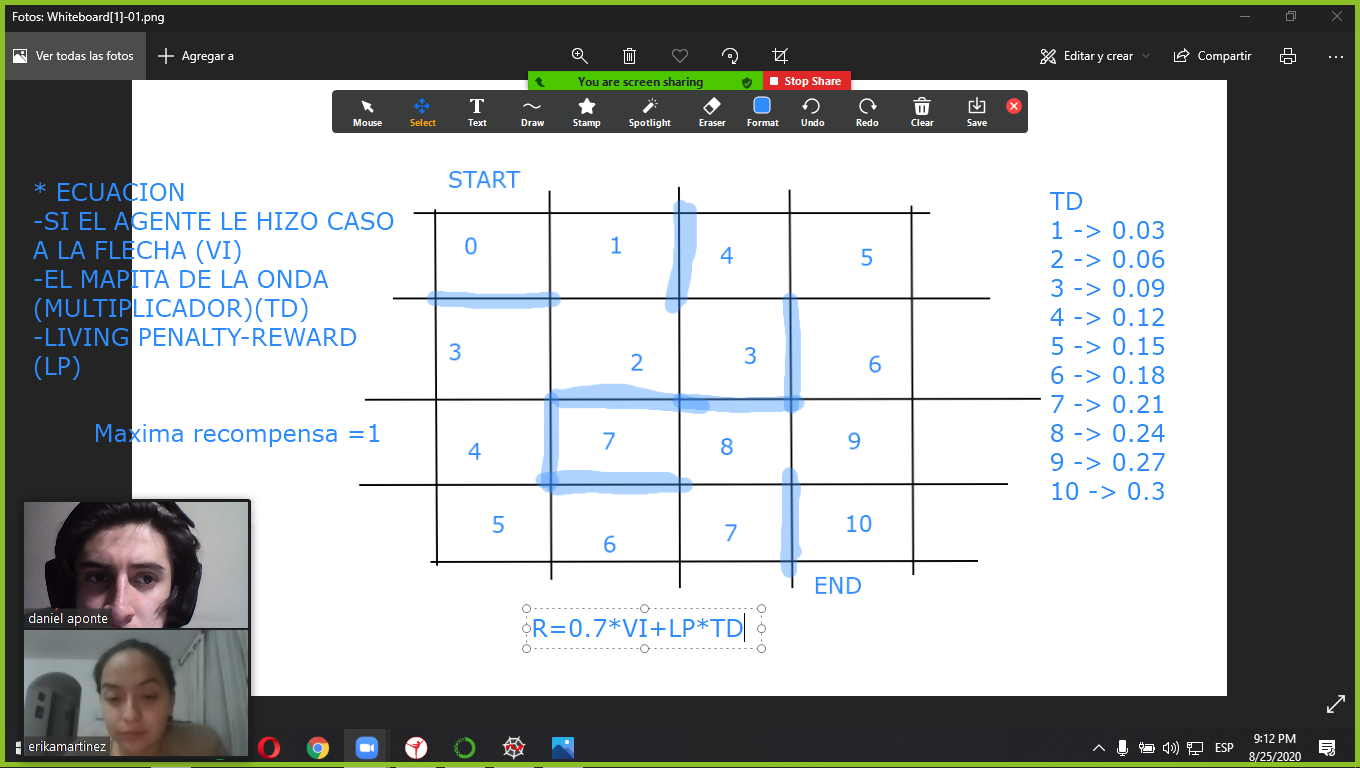 Fotos: Whiteboard[1]-01.png
Ver todas las fotos
Agregar a
Editar y crear
Compartir
You are screen sharing
Stop Share
Mouse
Select
Text
Draw
Stamp
Spotlight
Eraser
Format
Undo
Redo
Clear
Save
* ECUACION
-SI EL AGENTE LE HIZO CASO
A LA FLECHA (VI)
-EL MAPITA DE LA ONDA
(MULTIPLICADOR)(TD)
-LIVING PENALTY-REWARD
(LP)
Maxima recompensa =1
START
0 1 4 5
3 2 3 6
4 7 8 9
5 6 7 10
END
R=0.7*VI+LP*TD
TD
1 -> 0.03
2 -> 0.06
3 -> 0.09
4 -> 0.12
5 -> 0.15
6 -> 0.18
7 -> 0.21
8 -> 0.24
9 -> 0.27
10 -> 0.3
daniel aponte
erikamartinez
ESP
9:12 PM
8/25/2020